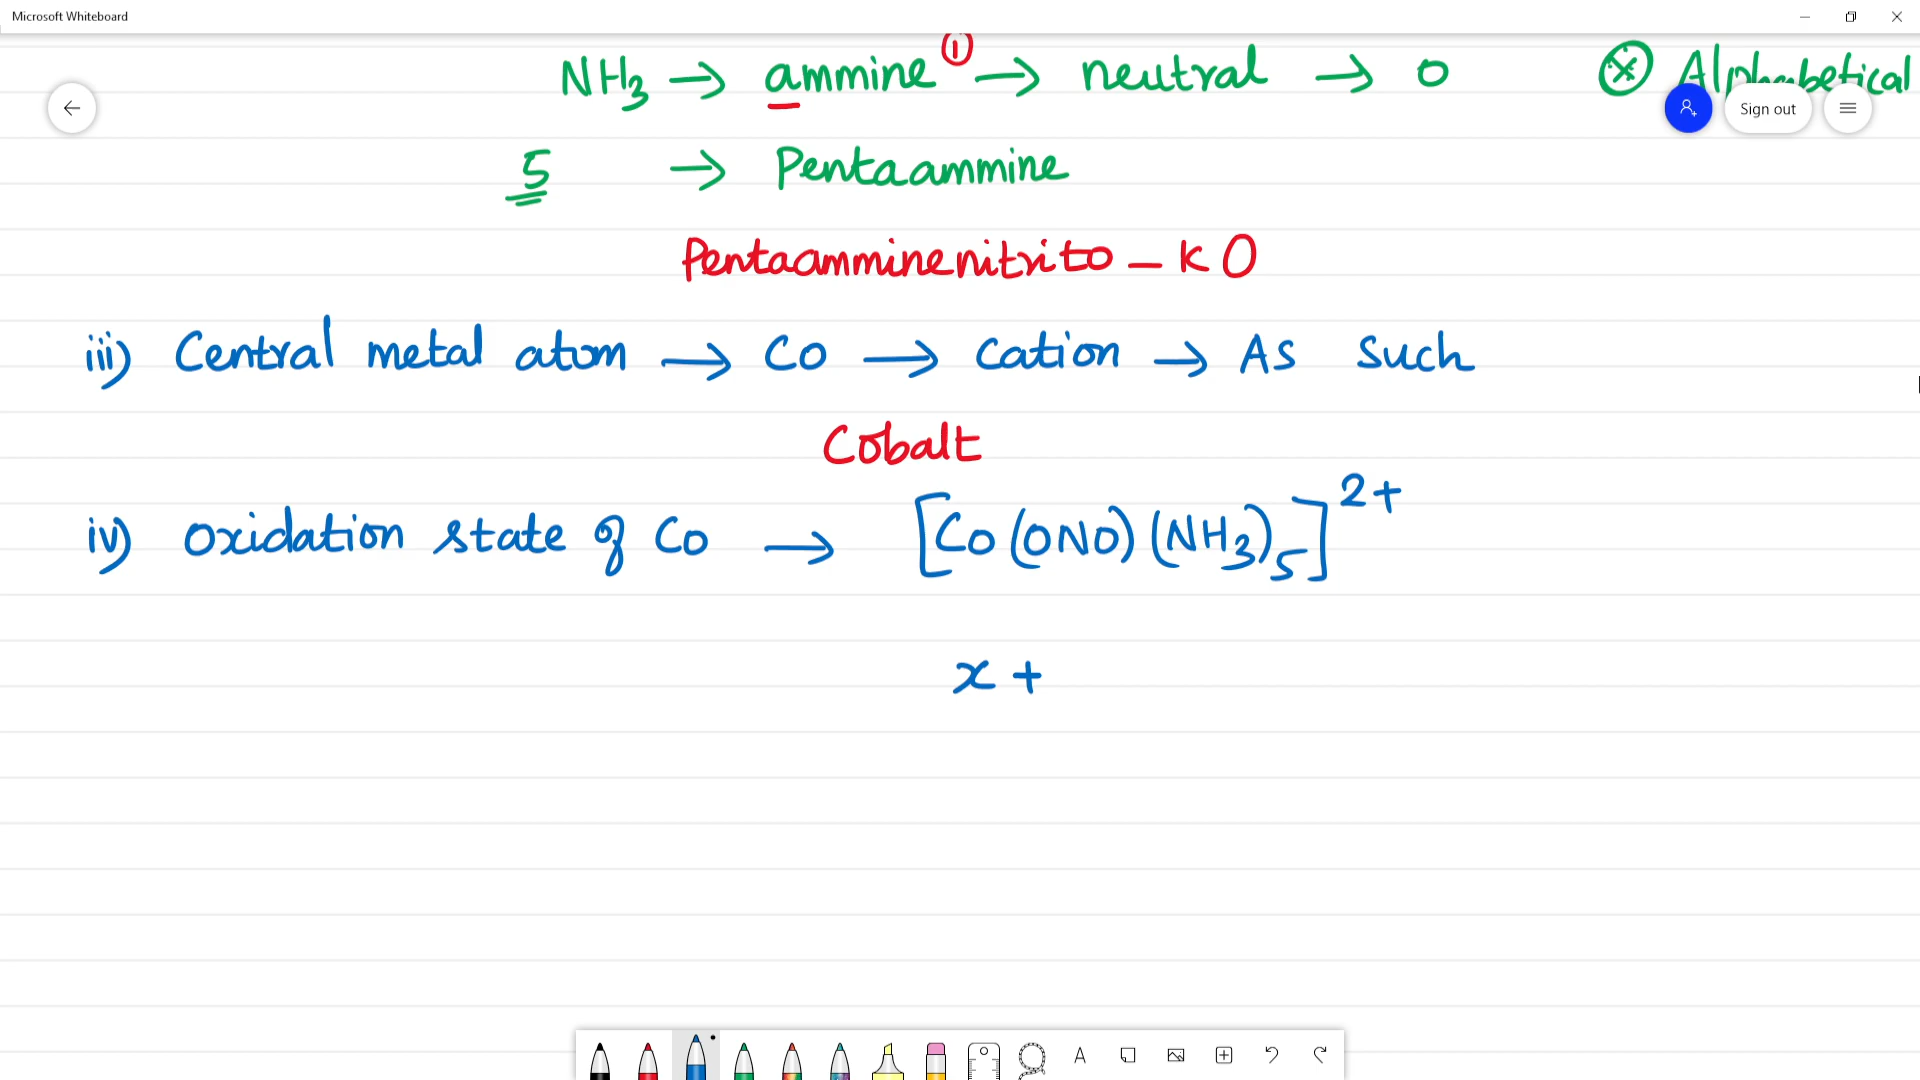 Microsoft Whiteboard
NH3 → ammine ① → neutral → 0 ⓧ Alphabetical
Sign out
5 → Pentaammine
Pentaamminenitrito - κO
iii) Central metal atom → Co → Cation → As such
Cobalt
iv) Oxidation state of Co → [Co(ONO)(NH3)5]2+
x +
A